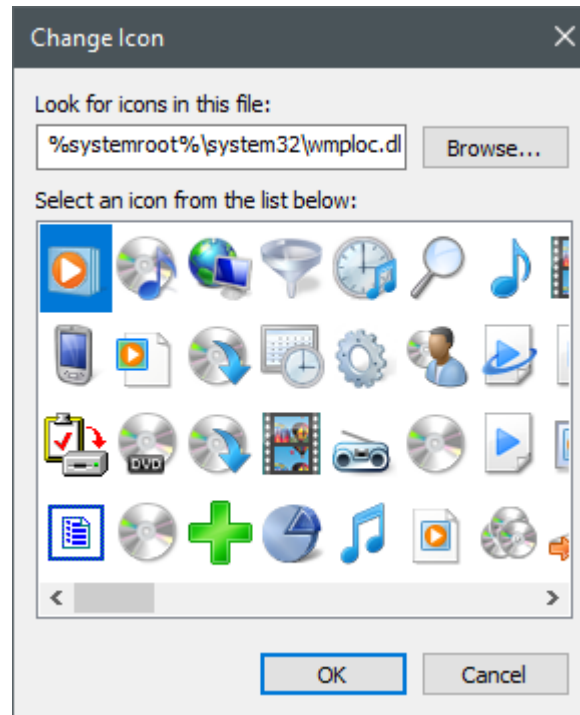 Change Icon
Look for icons in this file:
%systemroot%\system32\wmploc.dl
Browse...
Select an icon from the list below:
DVD
OK
Cancel